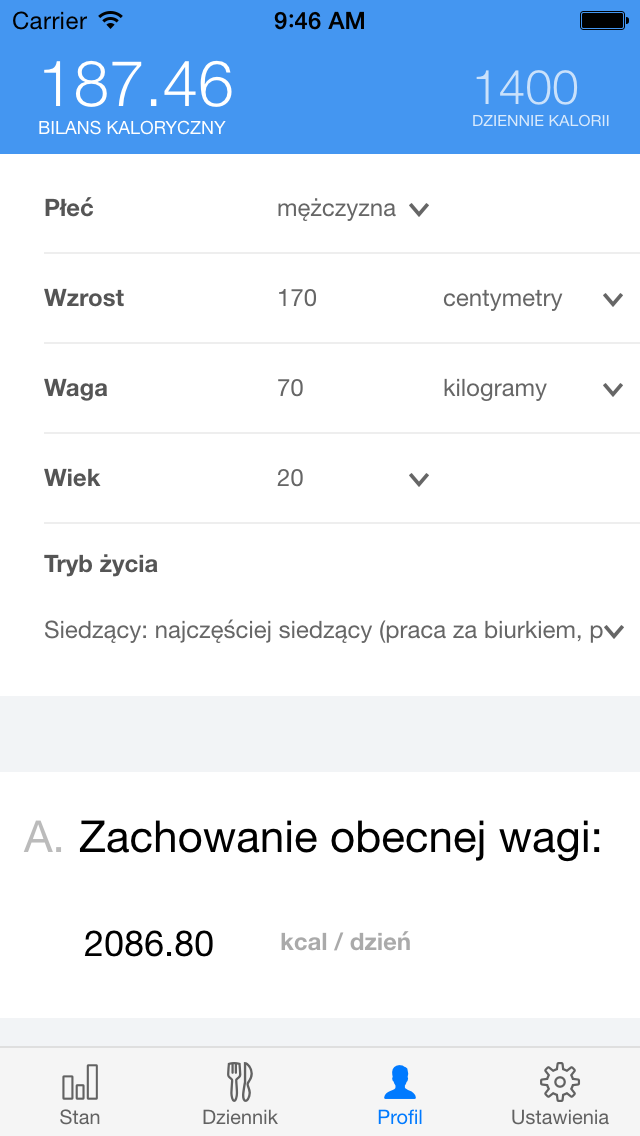 Carrier 9:46 AM
187.46 1400
BILANS KALORYCZNY DZIENNIE KALORII
Płeć mężczyzna
Wzrost 170 centymetry
Waga 70 kilogramy
Wiek 20
Tryb życia
Siedzący: najczęściej siedzący (praca za biurkiem, p
A. Zachowanie obecnej wagi:
2086.80 kcal / dzień
Stan Dziennik Profil Ustawienia